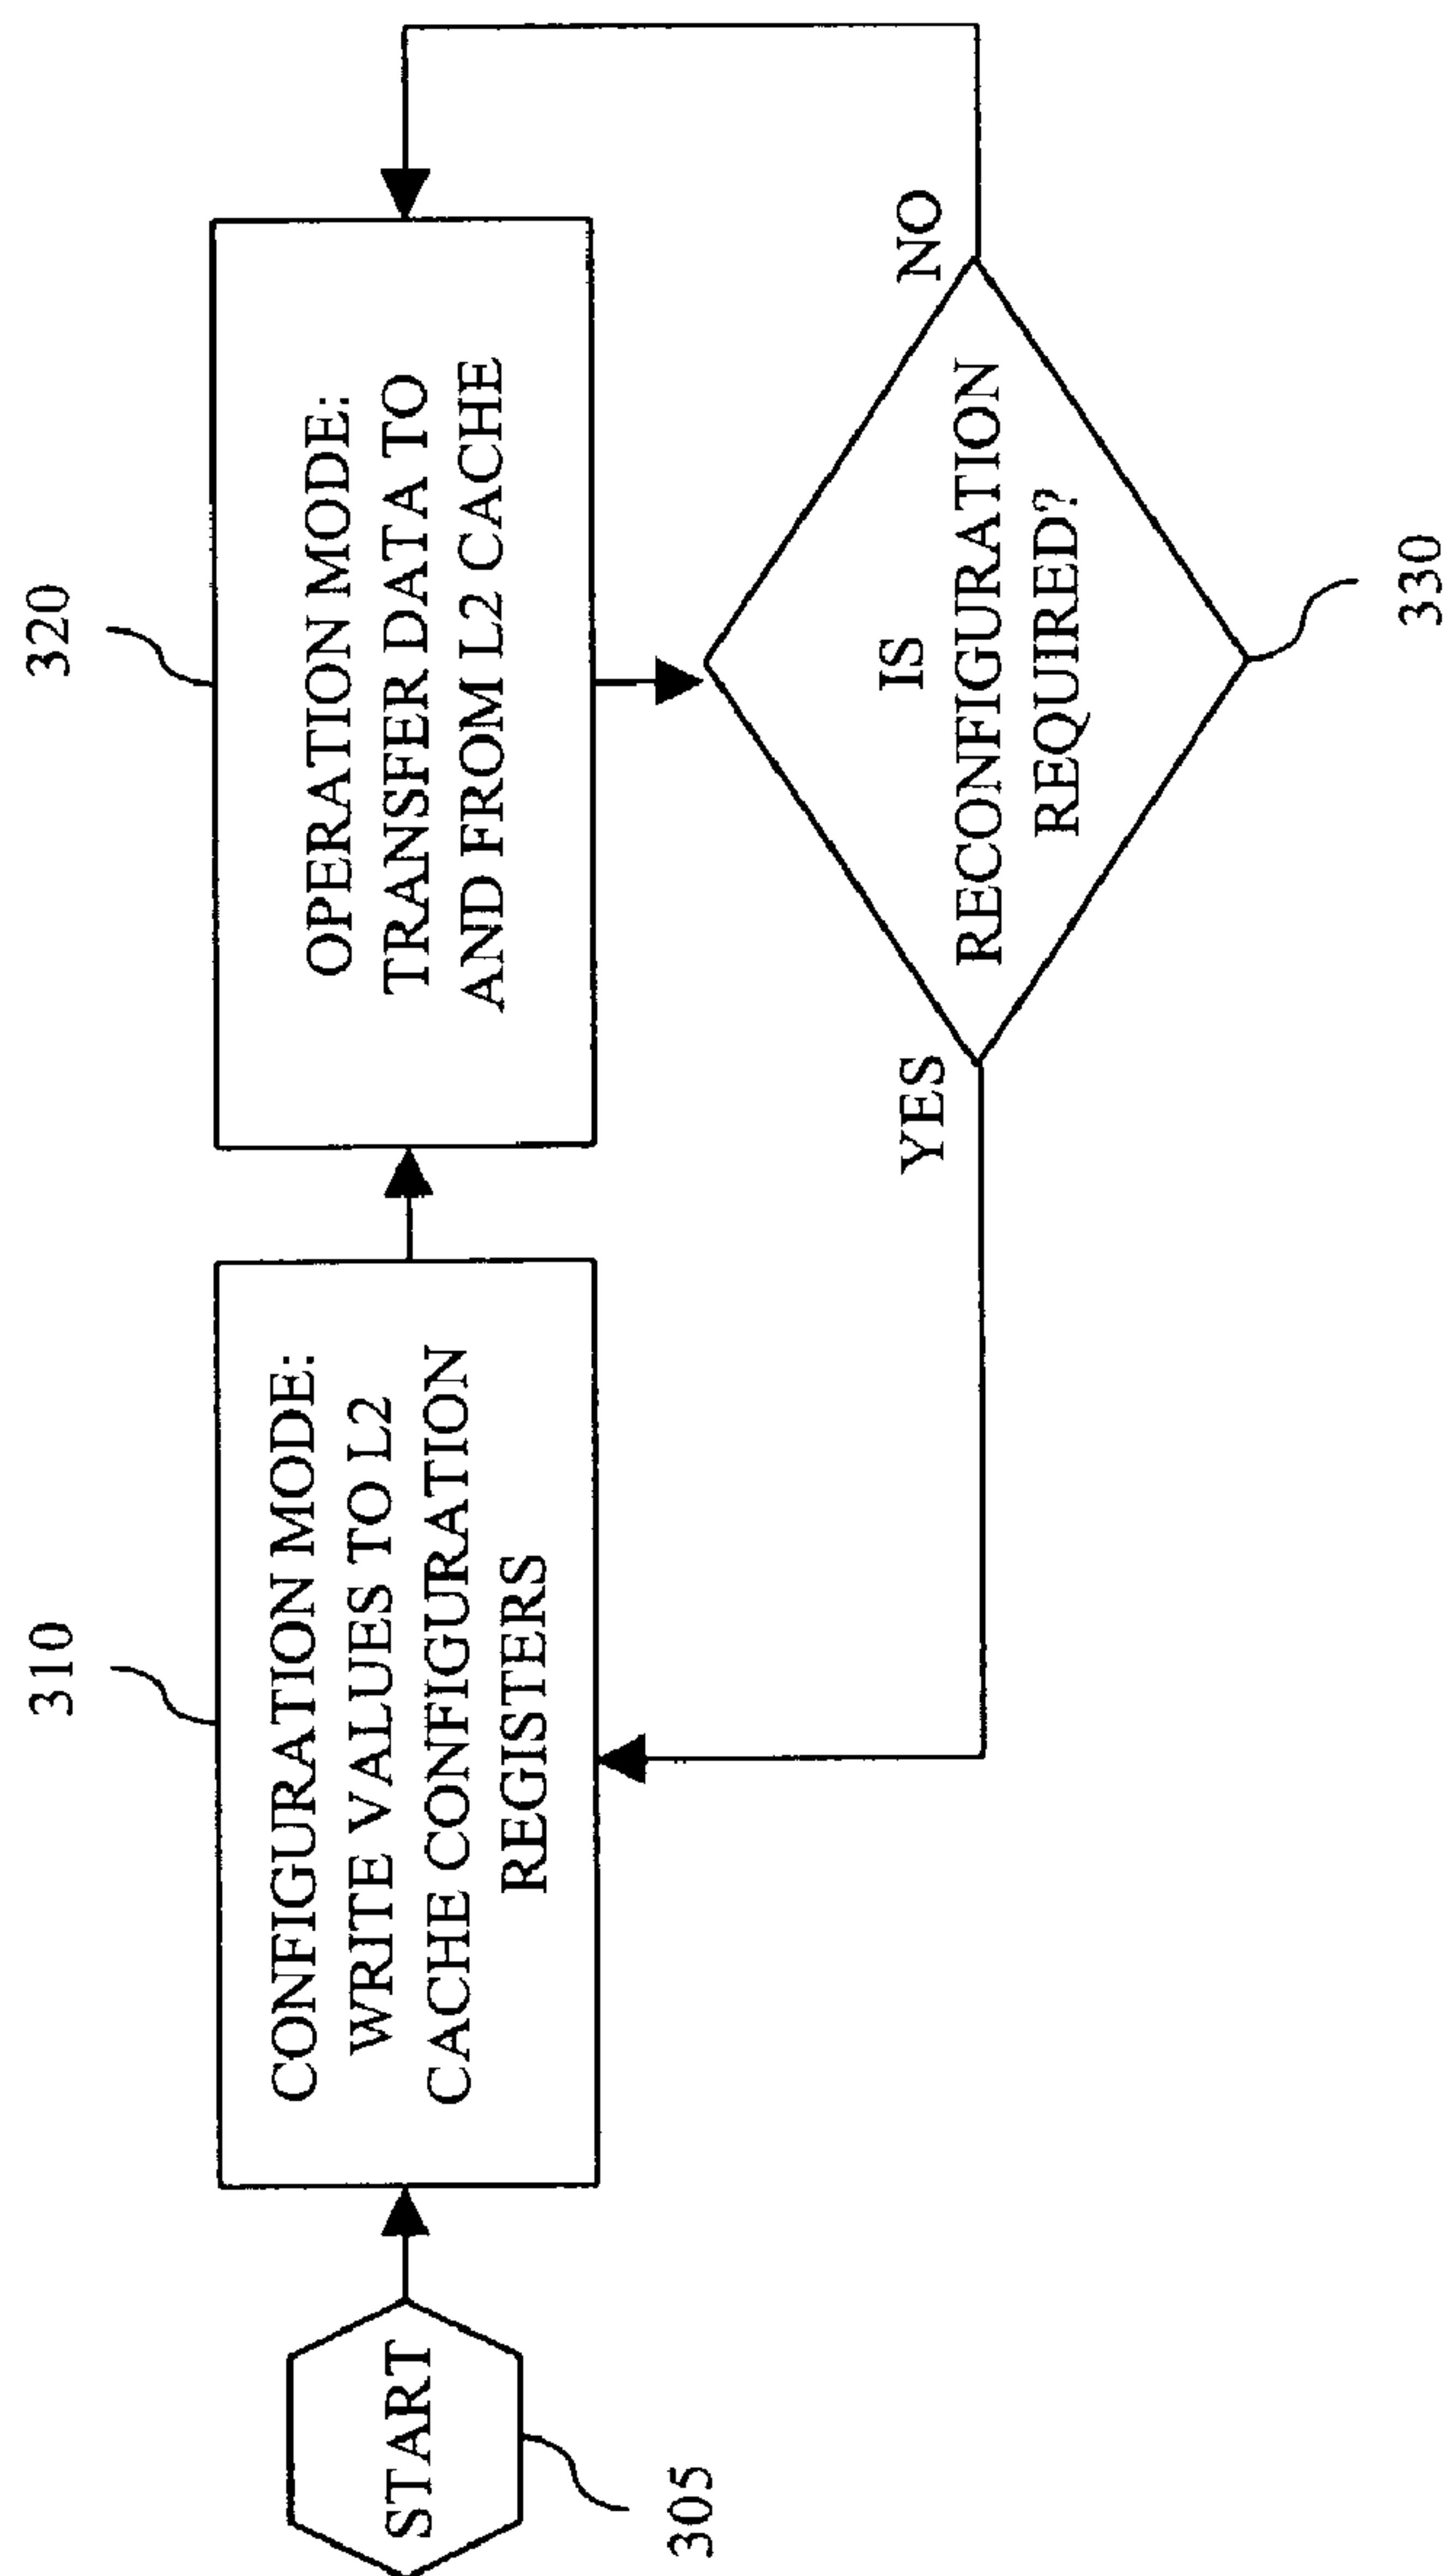 START
305
310
CONFIGURATION MODE:
WRITE VALUES TO L2
CACHE CONFIGURATION
REGISTERS
320
OPERATION MODE:
TRANSFER DATA TO
AND FROM L2 CACHE
YES
NO
IS
RECONFIGURATION
REQUIRED?
330